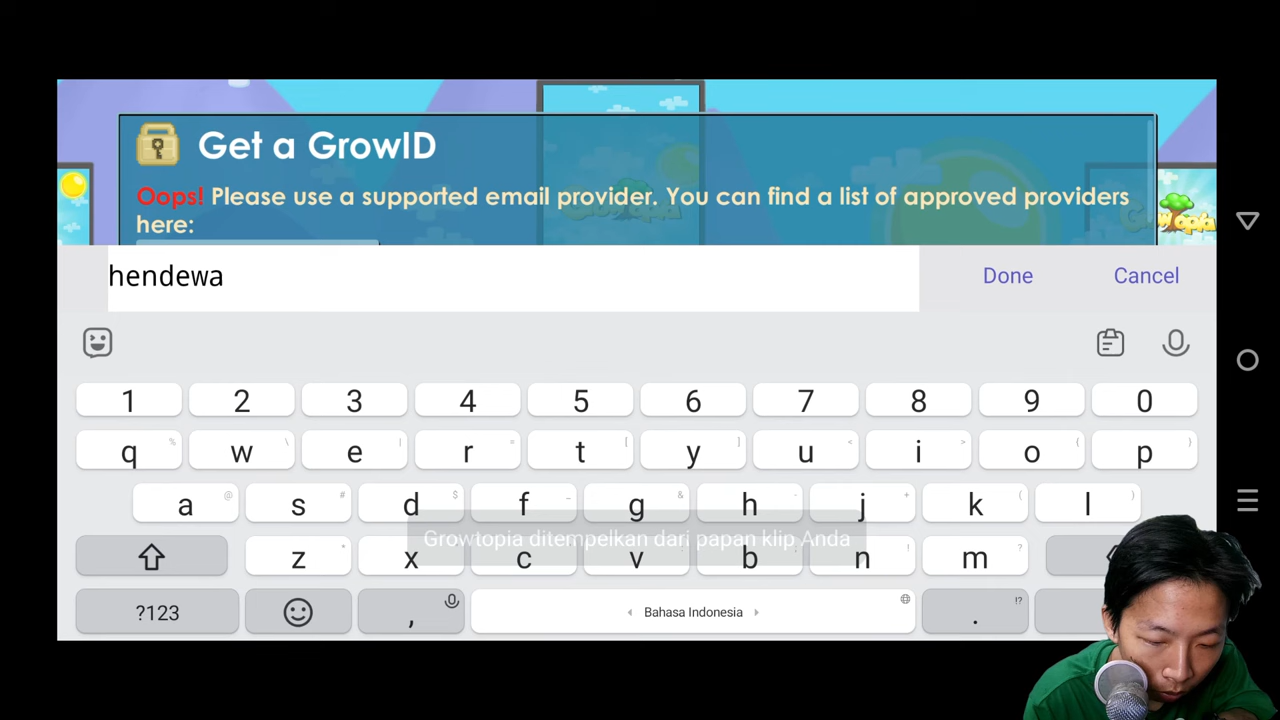 Get a GrowID
Oops! Please use a supported email provider. You can find a list of approved providers
here:
hendewa
Done
Cancel
1 2 3 4 5 6 7 8 9 0
q % w \ e | r = t [ y ] u < i > o { p }
a @ s # d $ f _ g & h - j + k ( l )
Growtopia ditempelkan dari papan klip Anda
z * x " c ' v : b ; n ! m ?
?123 , Bahasa Indonesia . !?